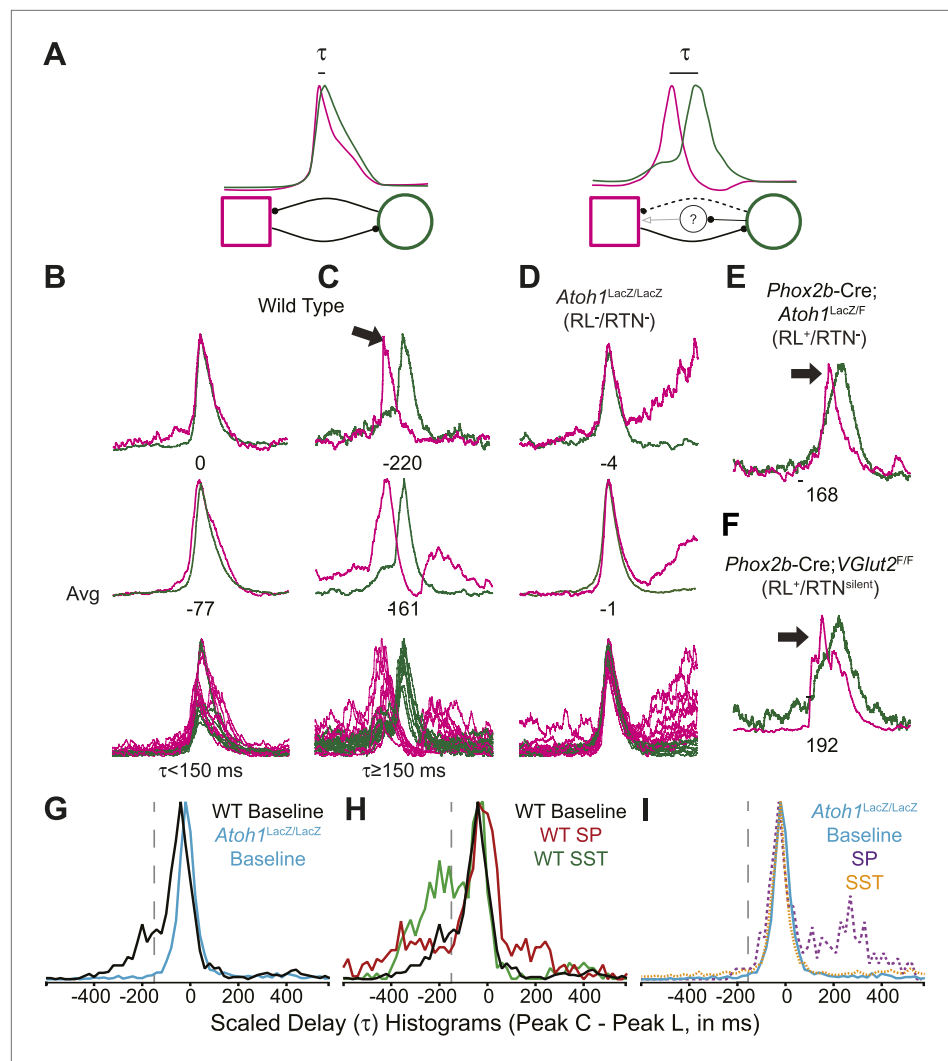 A
τ
τ
?
B
C
D
E
Wild Type
Atoh1LacZ/LacZ
(RL-/RTN-)
Phox2b-Cre;
Atoh1LacZ/F
(RL+/RTN-)
0
-220
-4
-
168
F
Phox2b-Cre;VGlut2F/F
(RL+/RTNsilent)
Avg
-77
-161
-1
192
τ<150 ms
τ≥150 ms
G
WT Baseline
Atoh1LacZ/LacZ
Baseline
H
WT Baseline
WT SP
WT SST
I
Atoh1LacZ/LacZ
Baseline
SP
SST
-400 -200 0 200 400
-400 -200 0 200 400
-400 -200 0 200 400
Scaled Delay (τ) Histograms (Peak C - Peak L, in ms)